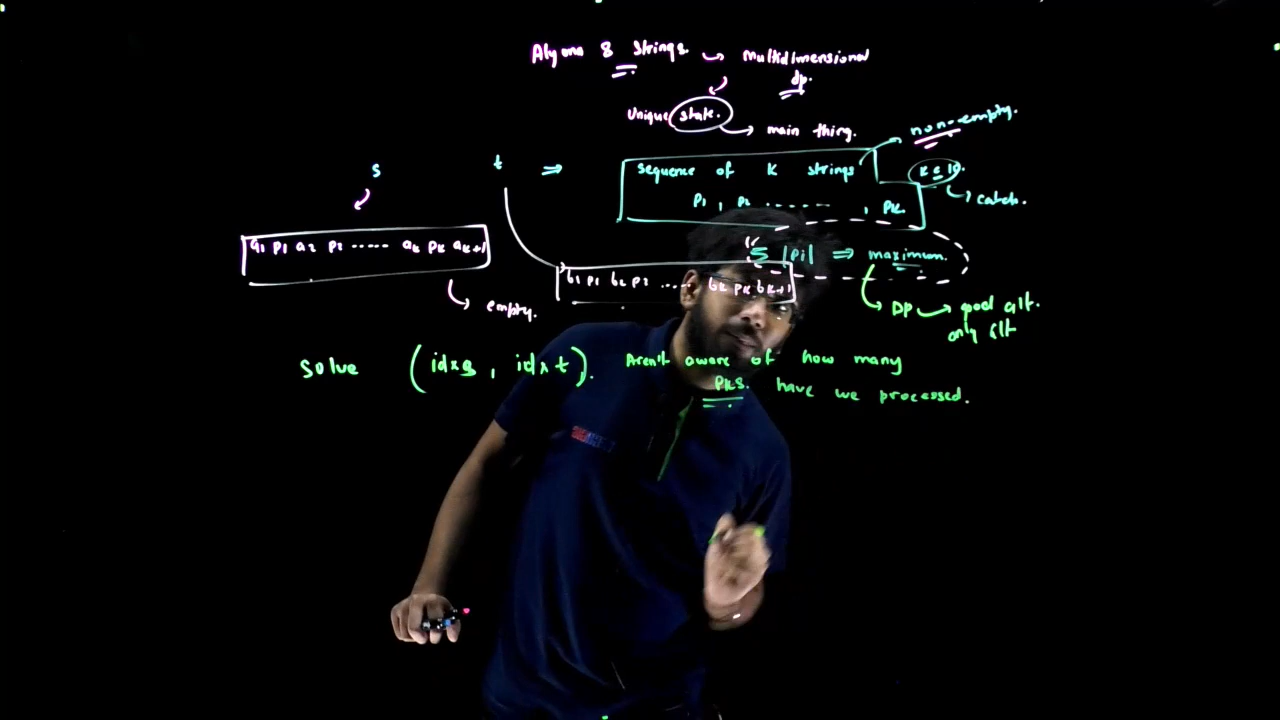 Alyona & Strings → multidimensional
dp.
Unique state.
→ main thing.
non-empty.
s t ⇒ sequence of K strings K ≤ 10.
P1, P2 ........, PK. → catch.
a1 P1 a2 P2 ..... aK PK aK+1
Σ |Pi| ⇒ maximum.
b1 P1 b2 P2 ..... bK PK bK+1
→ empty.
→ DP → good alt.
only alt
Solve (idxs, idxt). Aren't aware of how many
PKS. have we processed.